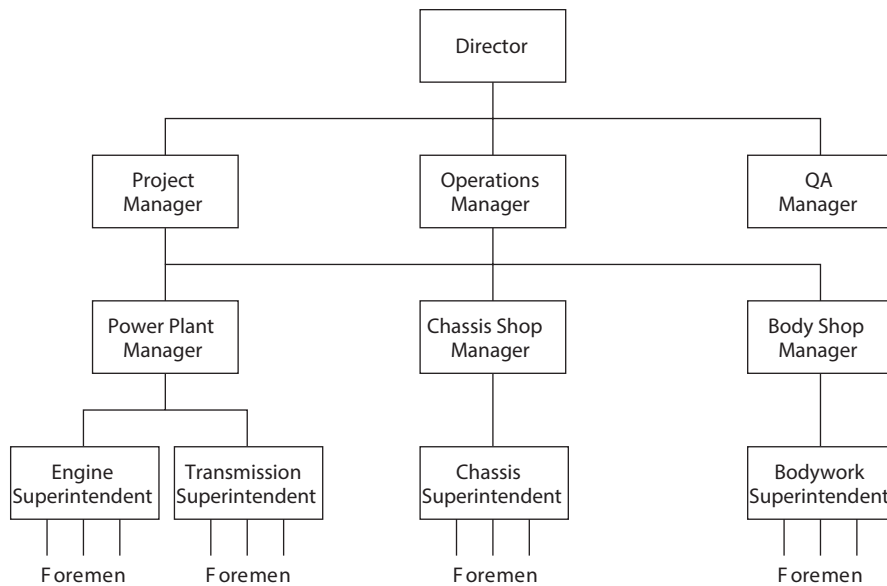 Director
Project
Manager
Operations
Manager
QA
Manager
Power Plant
Manager
Chassis Shop
Manager
Body Shop
Manager
Engine
Superintendent
Transmission
Superintendent
Chassis
Superintendent
Bodywork
Superintendent
Foremen
Foremen
Foremen
Foremen